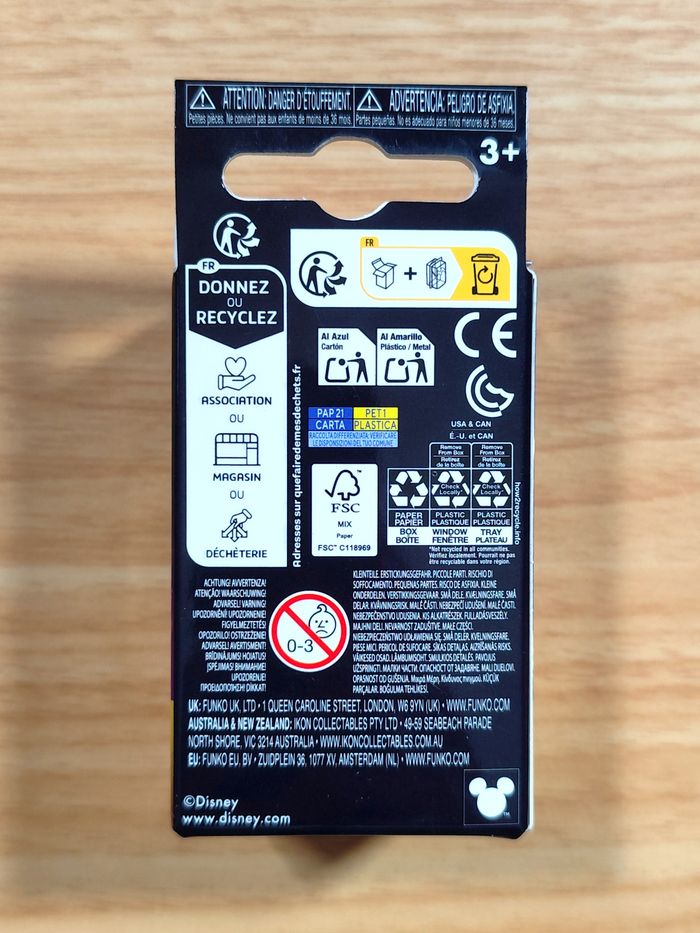 ATTENTION: DANGER D'ÉTOUFFEMENT.
Petites pièces. Ne convient pas aux enfants de moins de 36 mois.
ADVERTENCIA: PELIGRO DE ASFIXIA.
Partes pequeñas. No es adecuado para niños menores de 36 meses.
3+
FR
DONNEZ
OU
RECYCLEZ
ASSOCIATION
OU
MAGASIN
OU
DÉCHÈTERIE
Adresses sur quefairedemesdechets.fr
FR
+
Al Azul
Cartón
Al Amarillo
Plástico / Metal
CE
PAP 21
PET 1
CARTA
PLASTICA
RACCOLTA DIFFERENZIATA. VERIFICARE
LE DISPOSIZIONI DEL TUO COMUNE
FSC
MIX
Paper
FSC™ C118969
USA & CAN
É.-U. et CAN
Remove
From Box
Retirez
de la boîte
Remove
From Box
Retirez
de la boîte
Check
Locally*
Check
Locally*
PAPER
PAPIER
PLASTIC
PLASTIQUE
PLASTIC
PLASTIQUE
BOX
BOÎTE
WINDOW
FENÊTRE
TRAY
PLATEAU
*Not recycled in all communities.
Vérifiez localement. Pourrait ne pas
être recyclable dans votre région.
how2recycle.info
ACHTUNG! AVVERTENZA!
ATENÇÃO! WAARSCHUWING!
ADVARSEL! VARNING!
UPOZORNĚNÍ! UPOZORNENIE!
FIGYELMEZTETÉS!
OPOZORILO! OSTRZEŻENIE!
ADVARSEL! AVERTISMENT!
BRĪDINĀJUMS! HOIATUS!
ĮSPĖJIMAS! ВНИМАНИЕ!
UPOZORENJE!
ΠΡΟΕΙΔΟΠΟΙΗΣΗ! DİKKAT!
0-3
KLEINTEILE. ERSTICKUNGSGEFAHR. PICCOLE PARTI. RISCHIO DI
SOFFOCAMENTO. PEQUENAS PARTES. RISCO DE ASFIXIA. KLEINE
ONDERDELEN. VERSTIKKINGSGEVAAR. SMÅ DELE. KVÆLNINGSFARE. SMÅ
DELAR. KVÄVNINGSRISK. MALÉ ČÁSTI. NEBEZPEČÍ UDUŠENÍ. MALÉ ČASTI.
NEBEZPEČENSTVO UDUSENIA. KIS ALKATRÉSZEK. FULLADÁSVESZÉLY.
MAJHNI DELI. NEVARNOST ZADUŠITVE. MAŁE CZĘŚCI.
NIEBEZPIECZEŃSTWO UDŁAWIENIA SIĘ. SMÅ DELER. KVELNINGSFARE.
PIESE MICI. PERICOL DE SUFOCARE. SĪKAS DETAĻAS. AIZRĪŠANĀS RISKS.
VÄIKESED OSAD. LÄMBUMISOHT. SMULKIOS DETALĖS. PAVOJUS
UŽSPRINGTI. МАЛКИ ЧАСТИ. ОПАСНОСТ ОТ ЗАДАВЯНЕ. MALI DIJELOVI.
OPASNOST OD GUŠENJA. Μικρά Μέρη. Κίνδυνος πνιγμού. KÜÇÜK
PARÇALAR. BOĞULMA TEHLİKESİ.
UK: FUNKO UK, LTD • 1 QUEEN CAROLINE STREET, LONDON, W6 9YN (UK) • WWW.FUNKO.COM
AUSTRALIA & NEW ZEALAND: IKON COLLECTABLES PTY LTD • 49-59 SEABEACH PARADE
NORTH SHORE, VIC 3214 AUSTRALIA • WWW.IKONCOLLECTABLES.COM.AU
EU: FUNKO EU, BV • ZUIDPLEIN 36, 1077 XV, AMSTERDAM (NL) • WWW.FUNKO.COM
©Disney
www.disney.com